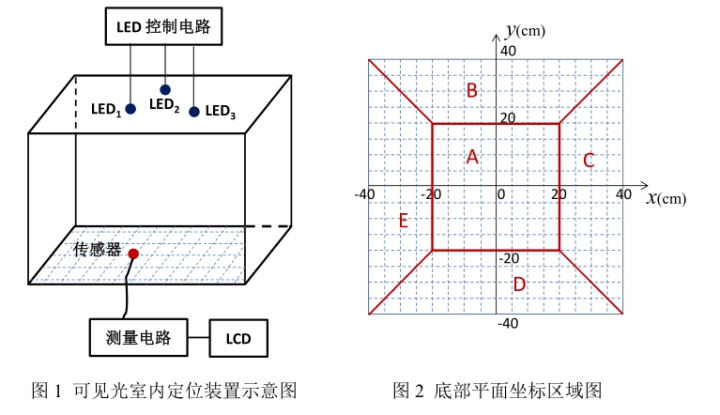 LED 控制电路
LED1
LED2
LED3
传感器
测量电路
LCD
图 1 可见光室内定位装置示意图
y(cm)
40
B
20
A
C
-40
-20
0
20
40
x(cm)
E
-20
D
-40
图 2 底部平面坐标区域图